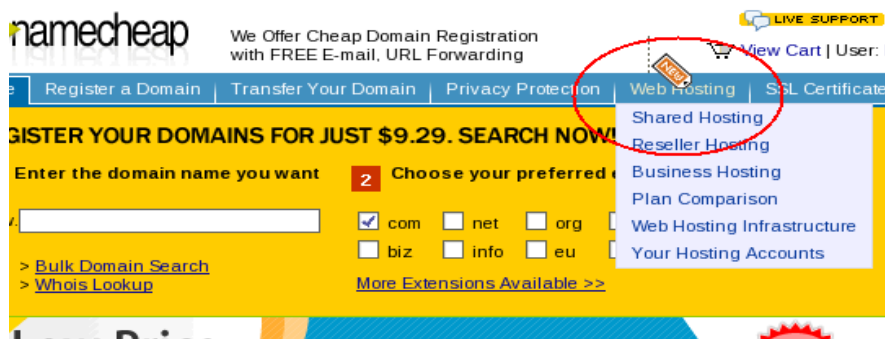 namecheap
We Offer Cheap Domain Registration
with FREE E-mail, URL Forwarding
LIVE SUPPORT
View Cart | User:
NEW!
Register a Domain | Transfer Your Domain | Privacy Protection | Web Hosting | SSL Certificate
Shared Hosting
Reseller Hosting
Business Hosting
Plan Comparison
Web Hosting Infrastructure
Your Hosting Accounts
GISTER YOUR DOMAINS FOR JUST $9.29. SEARCH NOW!
Enter the domain name you want
2 Choose your preferred
com net org
biz info eu
> Bulk Domain Search
> Whois Lookup
More Extensions Available >>